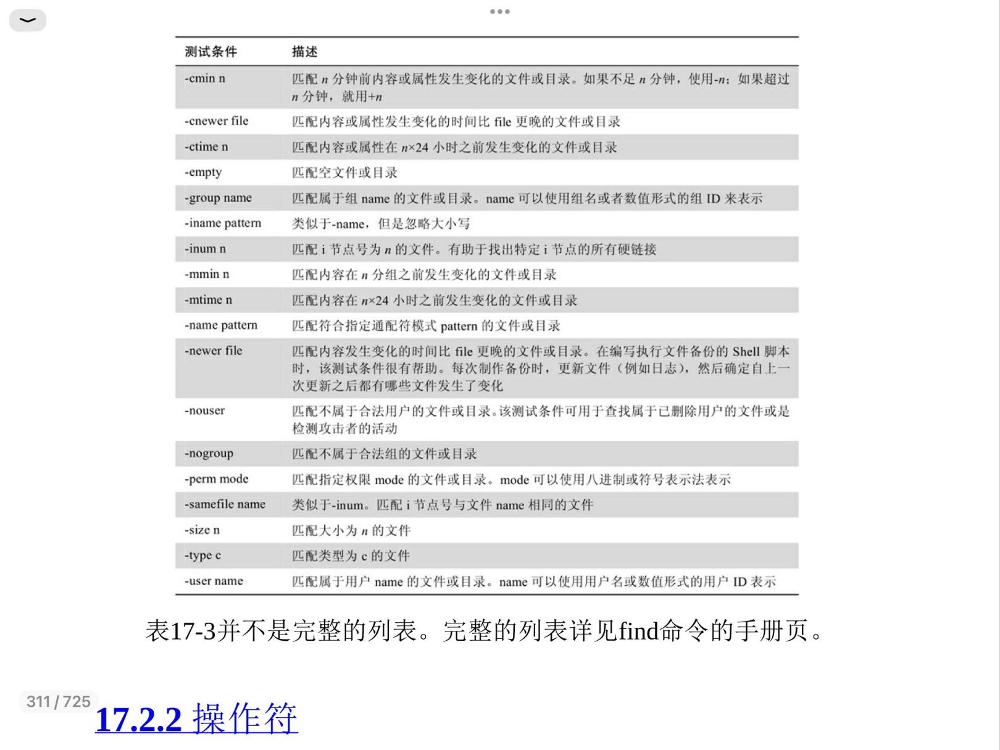 测试条件 描述
-cmin n 匹配 n 分钟前内容或属性发生变化的文件或目录。如果不足 n 分钟，使用-n；如果超过
n 分钟，就用+n
-cnewer file 匹配内容或属性发生变化的时间比 file 更晚的文件或目录
-ctime n 匹配内容或属性在 n×24 小时之前发生变化的文件或目录
-empty 匹配空文件或目录
-group name 匹配属于组 name 的文件或目录。name 可以使用组名或者数值形式的组 ID 来表示
-iname pattern 类似于-name，但是忽略大小写
-inum n 匹配 i 节点号为 n 的文件。有助于找出特定 i 节点的所有硬链接
-mmin n 匹配内容在 n 分组之前发生变化的文件或目录
-mtime n 匹配内容在 n×24 小时之前发生变化的文件或目录
-name pattern 匹配符合指定通配符模式 pattern 的文件或目录
-newer file 匹配内容发生变化的时间比 file 更晚的文件或目录。在编写执行文件备份的 Shell 脚本
时，该测试条件很有帮助。每次制作备份时，更新文件（例如日志），然后确定自上一
次更新之后都有哪些文件发生了变化
-nouser 匹配不属于合法用户的文件或目录。该测试条件可用于查找属于已删除用户的文件或是
检测攻击者的活动
-nogroup 匹配不属于合法组的文件或目录
-perm mode 匹配指定权限 mode 的文件或目录。mode 可以使用八进制或符号表示法表示
-samefile name 类似于-inum。匹配 i 节点号与文件 name 相同的文件
-size n 匹配大小为 n 的文件
-type c 匹配类型为 c 的文件
-user name 匹配属于用户 name 的文件或目录。name 可以使用用户名或数值形式的用户 ID 表示
表17-3并不是完整的列表。完整的列表详见find命令的手册页。
311 / 725
17.2.2 操作符